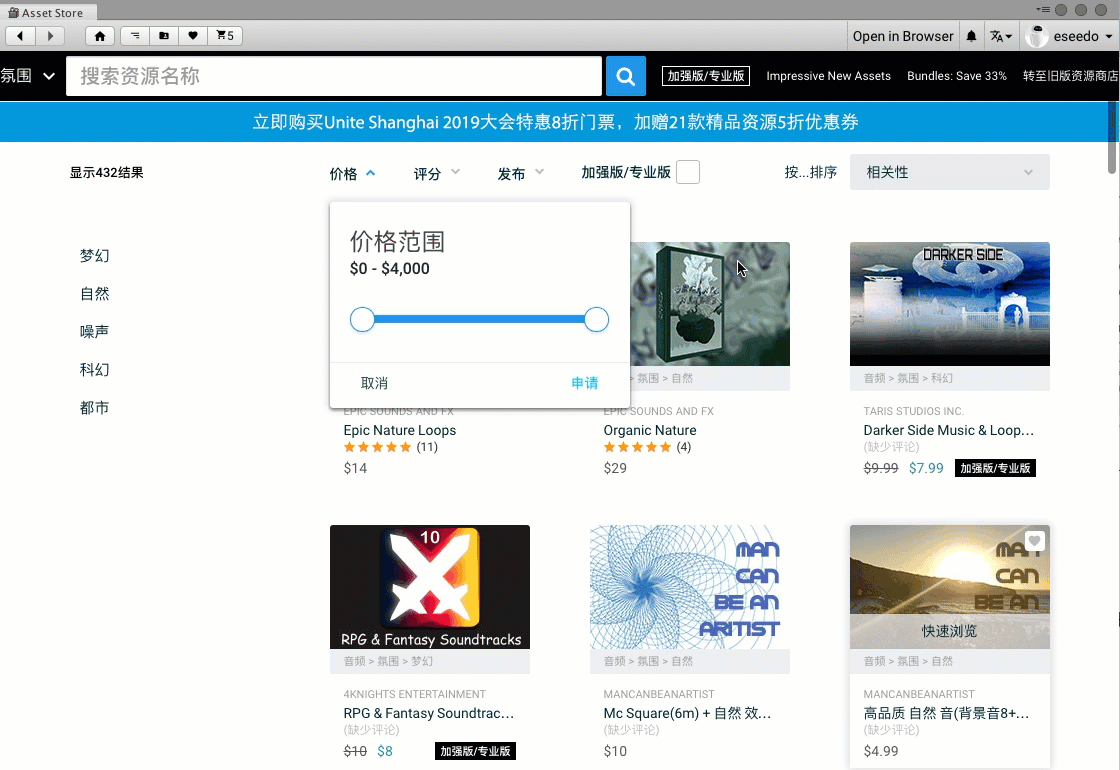 Asset Store
5
Open in Browser
eseedo
氛围
搜索资源名称
加强版/专业版
Impressive New Assets
Bundles: Save 33%
转至旧版资源商店
立即购买Unite Shanghai 2019大会特惠8折门票，加赠21款精品资源5折优惠券
显示432结果
价格
评分
发布
加强版/专业版
按...排序
相关性
梦幻
自然
噪声
科幻
都市
价格范围
$0 - $4,000
取消
申请
EPIC SOUNDS AND FX
Epic Nature Loops
(11)
$14
> 氛围 > 自然
EPIC SOUNDS AND FX
Organic Nature
(4)
$29
DARKER SIDE
音频 > 氛围 > 科幻
TARIS STUDIOS INC.
Darker Side Music & Loop...
(缺少评论)
$9.99 $7.99 加强版/专业版
10
RPG & Fantasy Soundtracks
音频 > 氛围 > 梦幻
4KNIGHTS ENTERTAINMENT
RPG & Fantasy Soundtrac...
(缺少评论)
$10 $8 加强版/专业版
MAN
CAN
BE AN
ARITIST
音频 > 氛围 > 自然
MANCANBEANARTIST
Mc Square(6m) + 自然 效...
(缺少评论)
$10
MAN
CAN
BE AN
快速浏览
音频 > 氛围 > 自然
MANCANBEANARTIST
高品质 自然 音(背景音8+...
(缺少评论)
$4.99